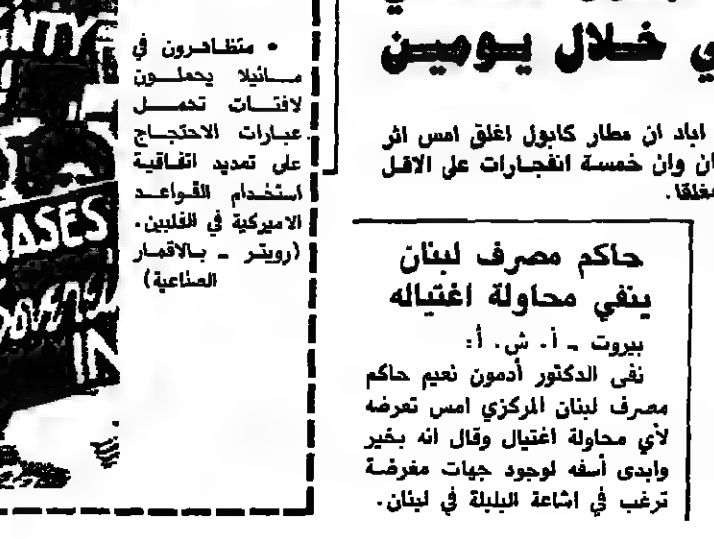 ي خلال يومين
اباد ان مطار كابول اغلق امس اثر
ان وان خمسة انفجارات على الاقل
مغلقا.
حاكم مصرف لبنان
ينفي محاولة اغتياله
بيروت - أ. ش. أ:
نفى الدكتور أدمون نعيم حاكم
مصرف لبنان المركزي امس تعرضه
لأي محاولة اغتيال وقال انه بخير
وابدى أسفه لوجود جهات مغرضة
ترغب في اشاعة البلبلة في لبنان.
• متظاهرون في
مانيلا يحملون
لافتات تحمل
عبارات الاحتجاج
على تمديد اتفاقية
استخدام القواعد
الاميركية في الفلبين.
(رويتر - بالاقمار
الصناعية)
NTY
BASES
IN